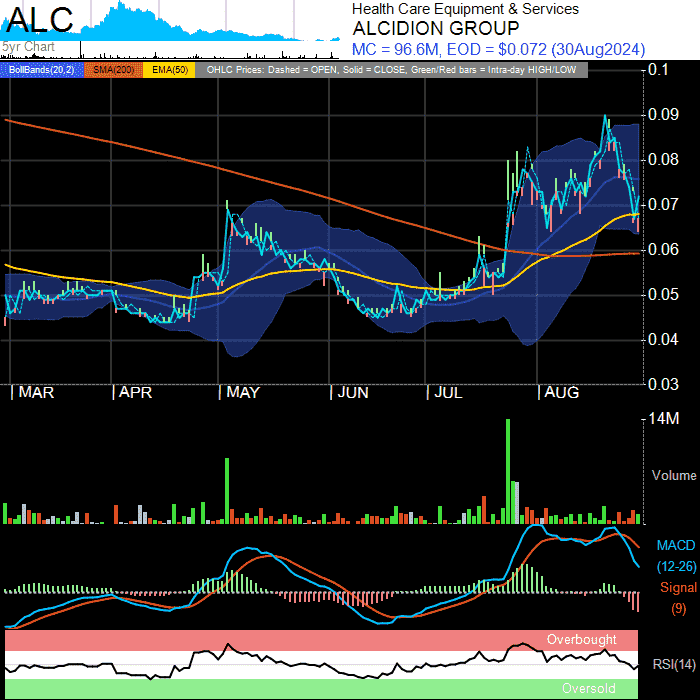 ALC
5yr Chart
Health Care Equipment & Services
ALCIDION GROUP
MC = 96.6M, EOD = $0.072 (30Aug2024)
BollBands(20,2) SMA(200) EMA(50) OHLC Prices: Dashed = OPEN, Solid = CLOSE, Green/Red bars = Intra-day HIGH/LOW
0.1
0.09
0.08
0.07
0.06
0.05
0.04
0.03
MAR APR MAY JUN JUL AUG
14M
Volume
MACD
(12-26)
Signal
(9)
Overbought
RSI(14)
Oversold